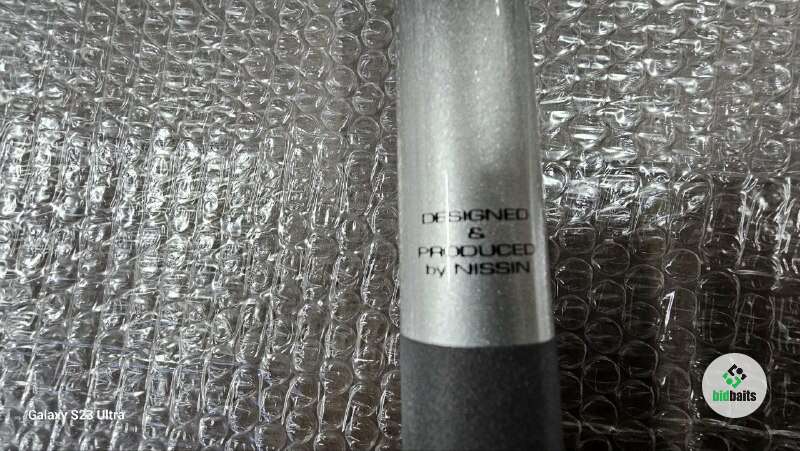 DESIGNED
&
PRODUCED
by NISSIN
Galaxy S23 Ultra
bidbaits